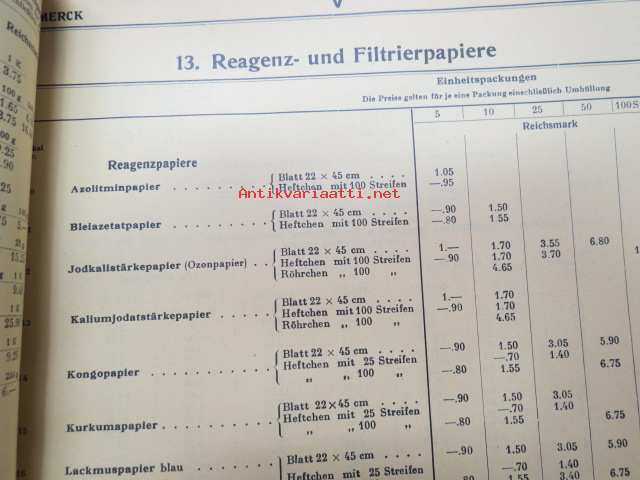 MERCK
13. Reagenz- und Filtrierpapiere
Einheitspackungen
Die Preise gelten für je eine Packung einschließlich Umhüllung
5 10 25 50 100 S
Reichsmark
Reagenzpapiere
Azolitminpapier . . . . . . . . . . Blatt 22 × 45 cm . . . . 1.05
Heftchen mit 100 Streifen —.95
Antikvariaatti.net
Bleiazetatpapier . . . . . . . . . . Blatt 22 × 45 cm . . . . —.90 1.50
Heftchen mit 100 Streifen —.80 1.55
Jodkalistärkepapier (Ozonpapier) . . Blatt 22 × 45 cm . . . . 1.— 1.70 3.55 6.80
Heftchen mit 100 Streifen —.90 1.70 3.70
Röhrchen „ 100 „ 4.65
Kaliumjodatstärkepapier . . . . . Blatt 22 × 45 cm . . . . 1.— 1.70
Heftchen mit 100 Streifen —.90 1.70
Röhrchen „ 100 „ 4.65
Kongopapier . . . . . . . . . . Blatt 22 × 45 cm . . . . —.90 1.50 3.05 5.90
Heftchen mit 25 Streifen —.70 1.40
„ „ 100 „ —.80 1.55 6.75
Kurkumapapier . . . . . . . . . Blatt 22×45 cm . . . . —.90 1.50 3.05
Heftchen mit 25 Streifen —.70 1.40
„ „ 100 „ —.80 1.55 6.75
Lackmuspapier blau . . . . . . . Blatt 22 × 45 cm . . . . —.90 1.50 3.05 5.90
Heftchen mit 25 Streifen —.70 1.40
—.80 1.55 3.40 6.75